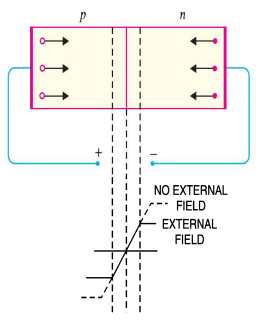 p n
+ –
NO EXTERNAL
FIELD
EXTERNAL
FIELD